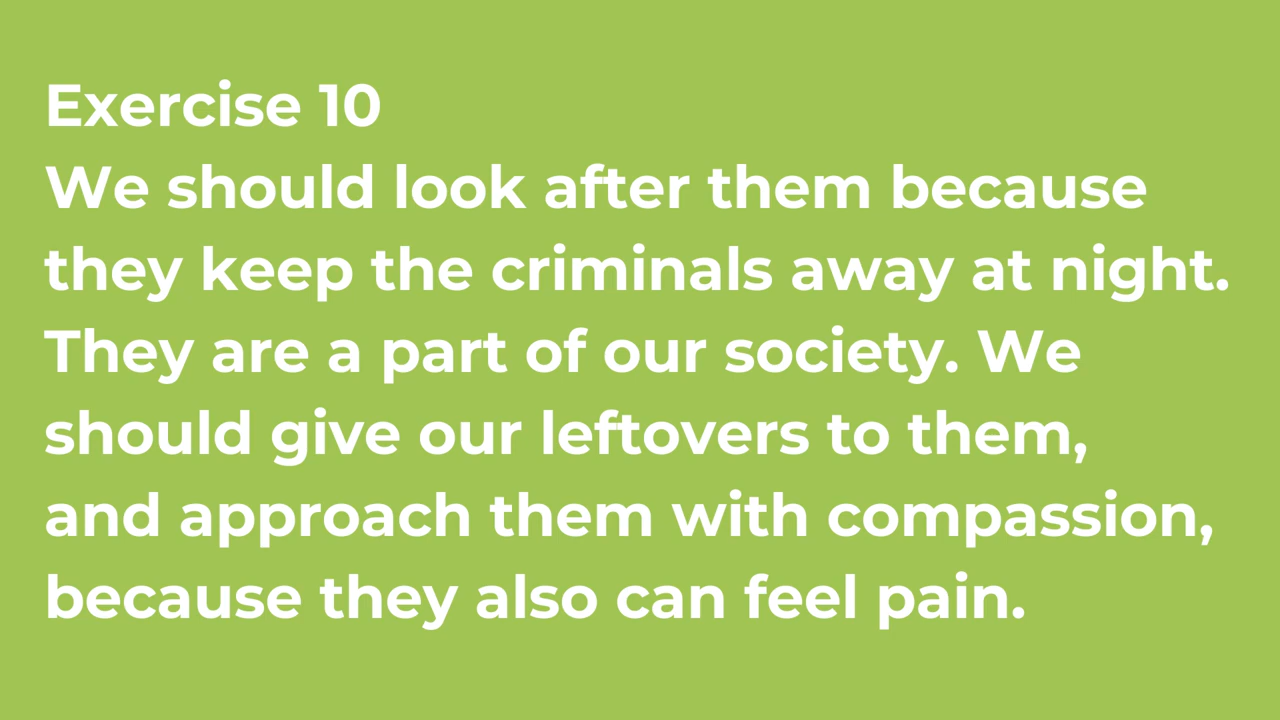 Exercise 10
We should look after them because
they keep the criminals away at night.
They are a part of our society. We
should give our leftovers to them,
and approach them with compassion,
because they also can feel pain.